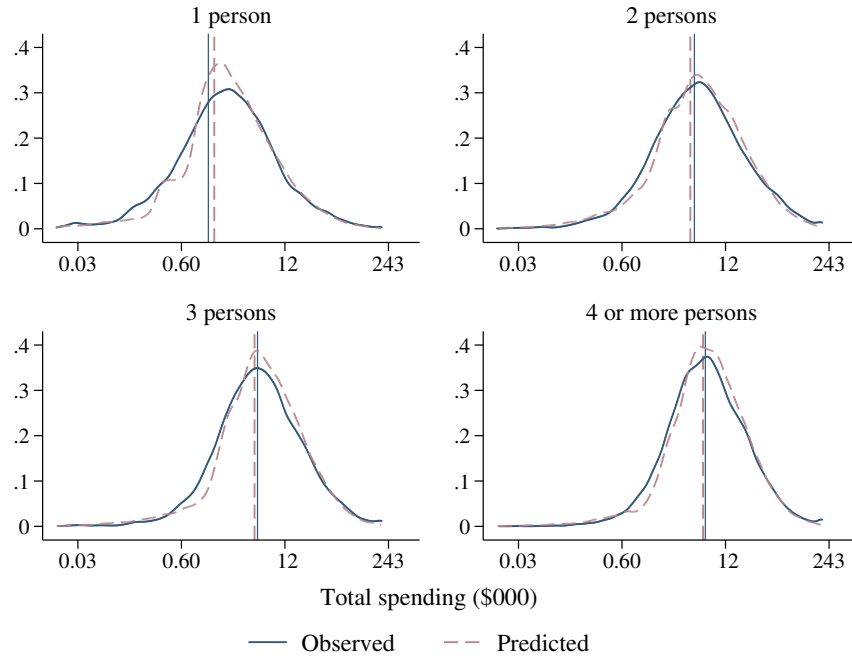 1 person
2 persons
.4
.3
.2
.1
0
0.03 0.60 12 243
.4
.3
.2
.1
0
0.03 0.60 12 243
3 persons
4 or more persons
.4
.3
.2
.1
0
0.03 0.60 12 243
.4
.3
.2
.1
0
0.03 0.60 12 243
Total spending ($000)
Observed Predicted